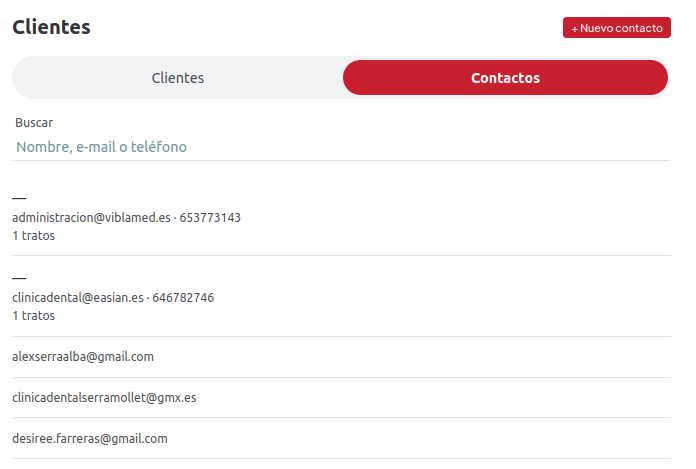 Clientes
+ Nuevo contacto
Clientes
Contactos
Buscar
Nombre, e-mail o teléfono
—
administracion@viblamed.es · 653773143
1 tratos
—
clinicadental@easian.es · 646782746
1 tratos
alexserraalba@gmail.com
clinicadentalserramollet@gmx.es
desiree.farreras@gmail.com